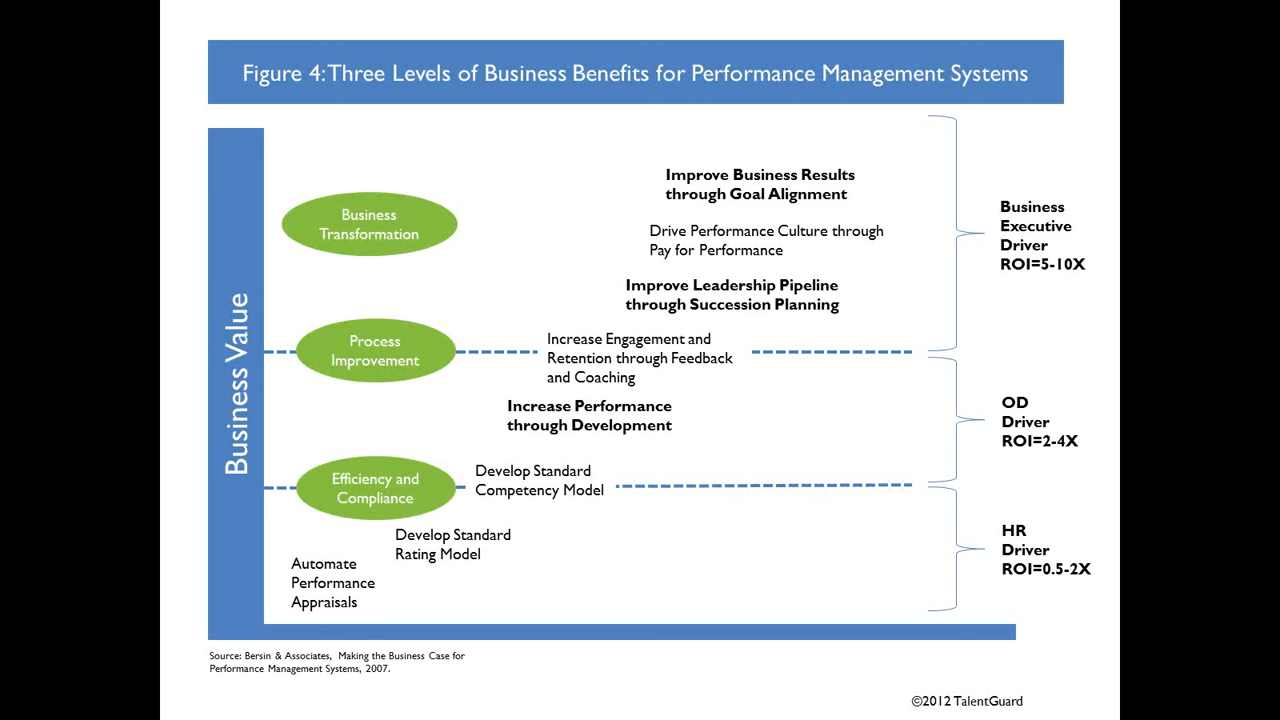 Figure 4: Three Levels of Business Benefits for Performance Management Systems
Business Value
Business
Transformation
Improve Business Results
through Goal Alignment
Drive Performance Culture through
Pay for Performance
Improve Leadership Pipeline
through Succession Planning
Business
Executive
Driver
ROI=5-10X
Process
Improvement
Increase Engagement and
Retention through Feedback
and Coaching
Increase Performance
through Development
OD
Driver
ROI=2-4X
Efficiency and
Compliance
Develop Standard
Competency Model
Develop Standard
Rating Model
Automate
Performance
Appraisals
HR
Driver
ROI=0.5-2X
Source: Bersin & Associates, Making the Business Case for
Performance Management Systems, 2007.
©2012 TalentGuard